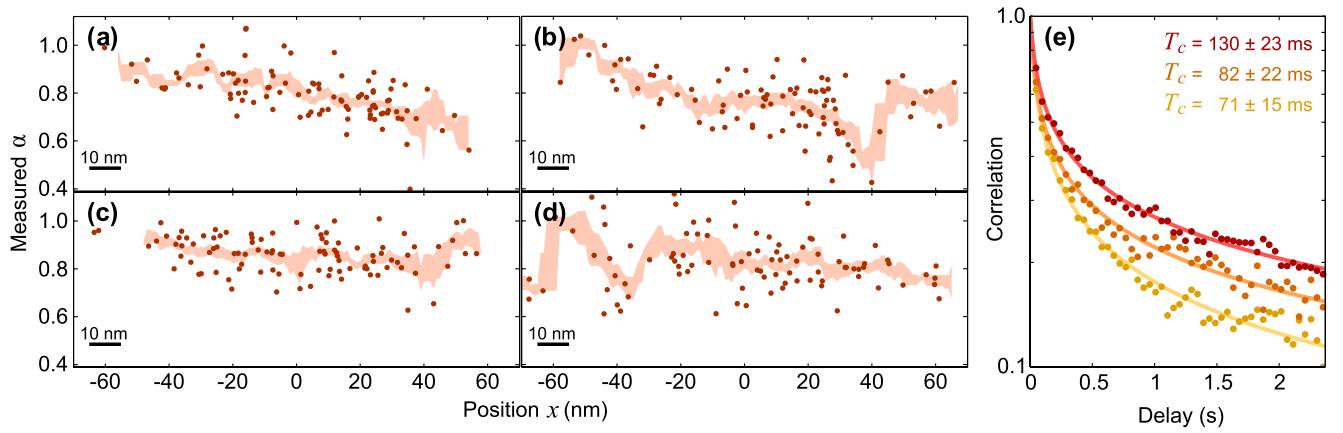 (a)
(b)
(e)
1.0
1.0
T_c = 130 ± 23 ms
T_c = 82 ± 22 ms
T_c = 71 ± 15 ms
0.8
0.6
0.4
10 nm
10 nm
Measured α
Correlation
(c)
(d)
1.0
0.8
0.6
0.4
10 nm
10 nm
0.1
-60 -40 -20 0 20 40 60
-60 -40 -20 0 20 40 60
0 0.5 1 1.5 2
Position x (nm)
Delay (s)